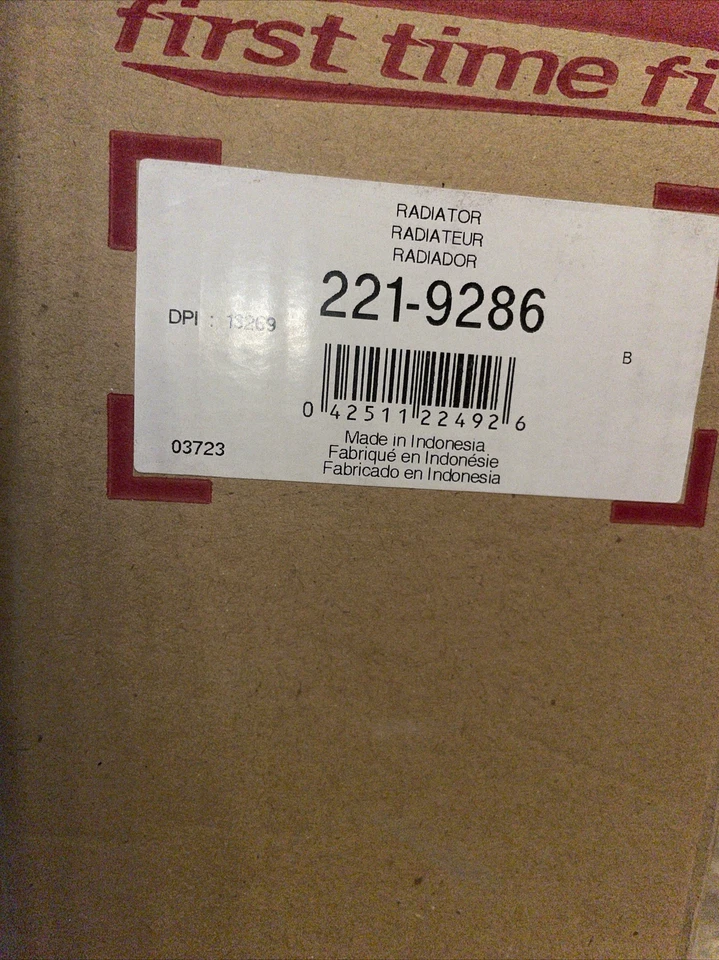 first time fi
RADIATOR
RADIATEUR
RADIADOR
221-9286
DPI : 13269
B
0 42511 22492 6
Made in Indonesia
03723
Fabriqué en Indonésie
Fabricado en Indonesia